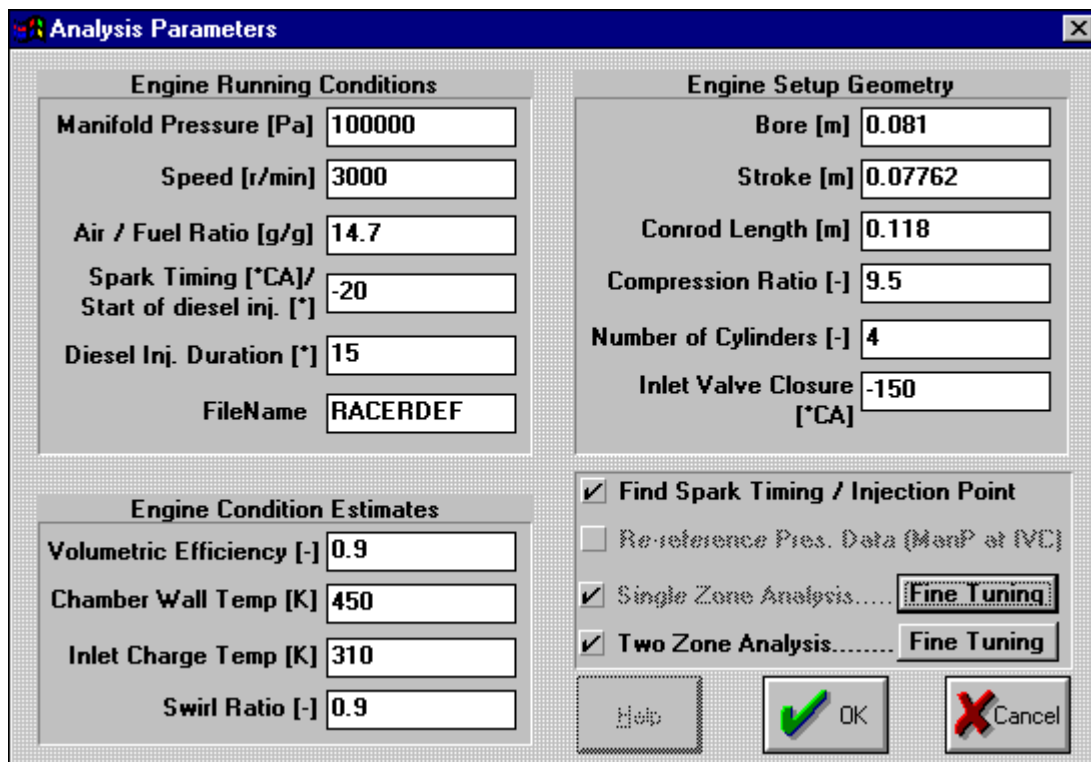 Analysis Parameters
Engine Running Conditions
Manifold Pressure [Pa] 100000
Speed [r/min] 3000
Air / Fuel Ratio [g/g] 14.7
Spark Timing [*CA]/
Start of diesel inj. [*] -20
Diesel Inj. Duration [*] 15
FileName RACERDEF
Engine Condition Estimates
Volumetric Efficiency [-] 0.9
Chamber Wall Temp [K] 450
Inlet Charge Temp [K] 310
Swirl Ratio [-] 0.9
Engine Setup Geometry
Bore [m] 0.081
Stroke [m] 0.07762
Conrod Length [m] 0.118
Compression Ratio [-] 9.5
Number of Cylinders [-] 4
Inlet Valve Closure -150
[*CA]
Find Spark Timing / Injection Point
Re-reference Pres. Data (ManP at IVC)
Single Zone Analysis..... Fine Tuning
Two Zone Analysis........ Fine Tuning
Help OK Cancel